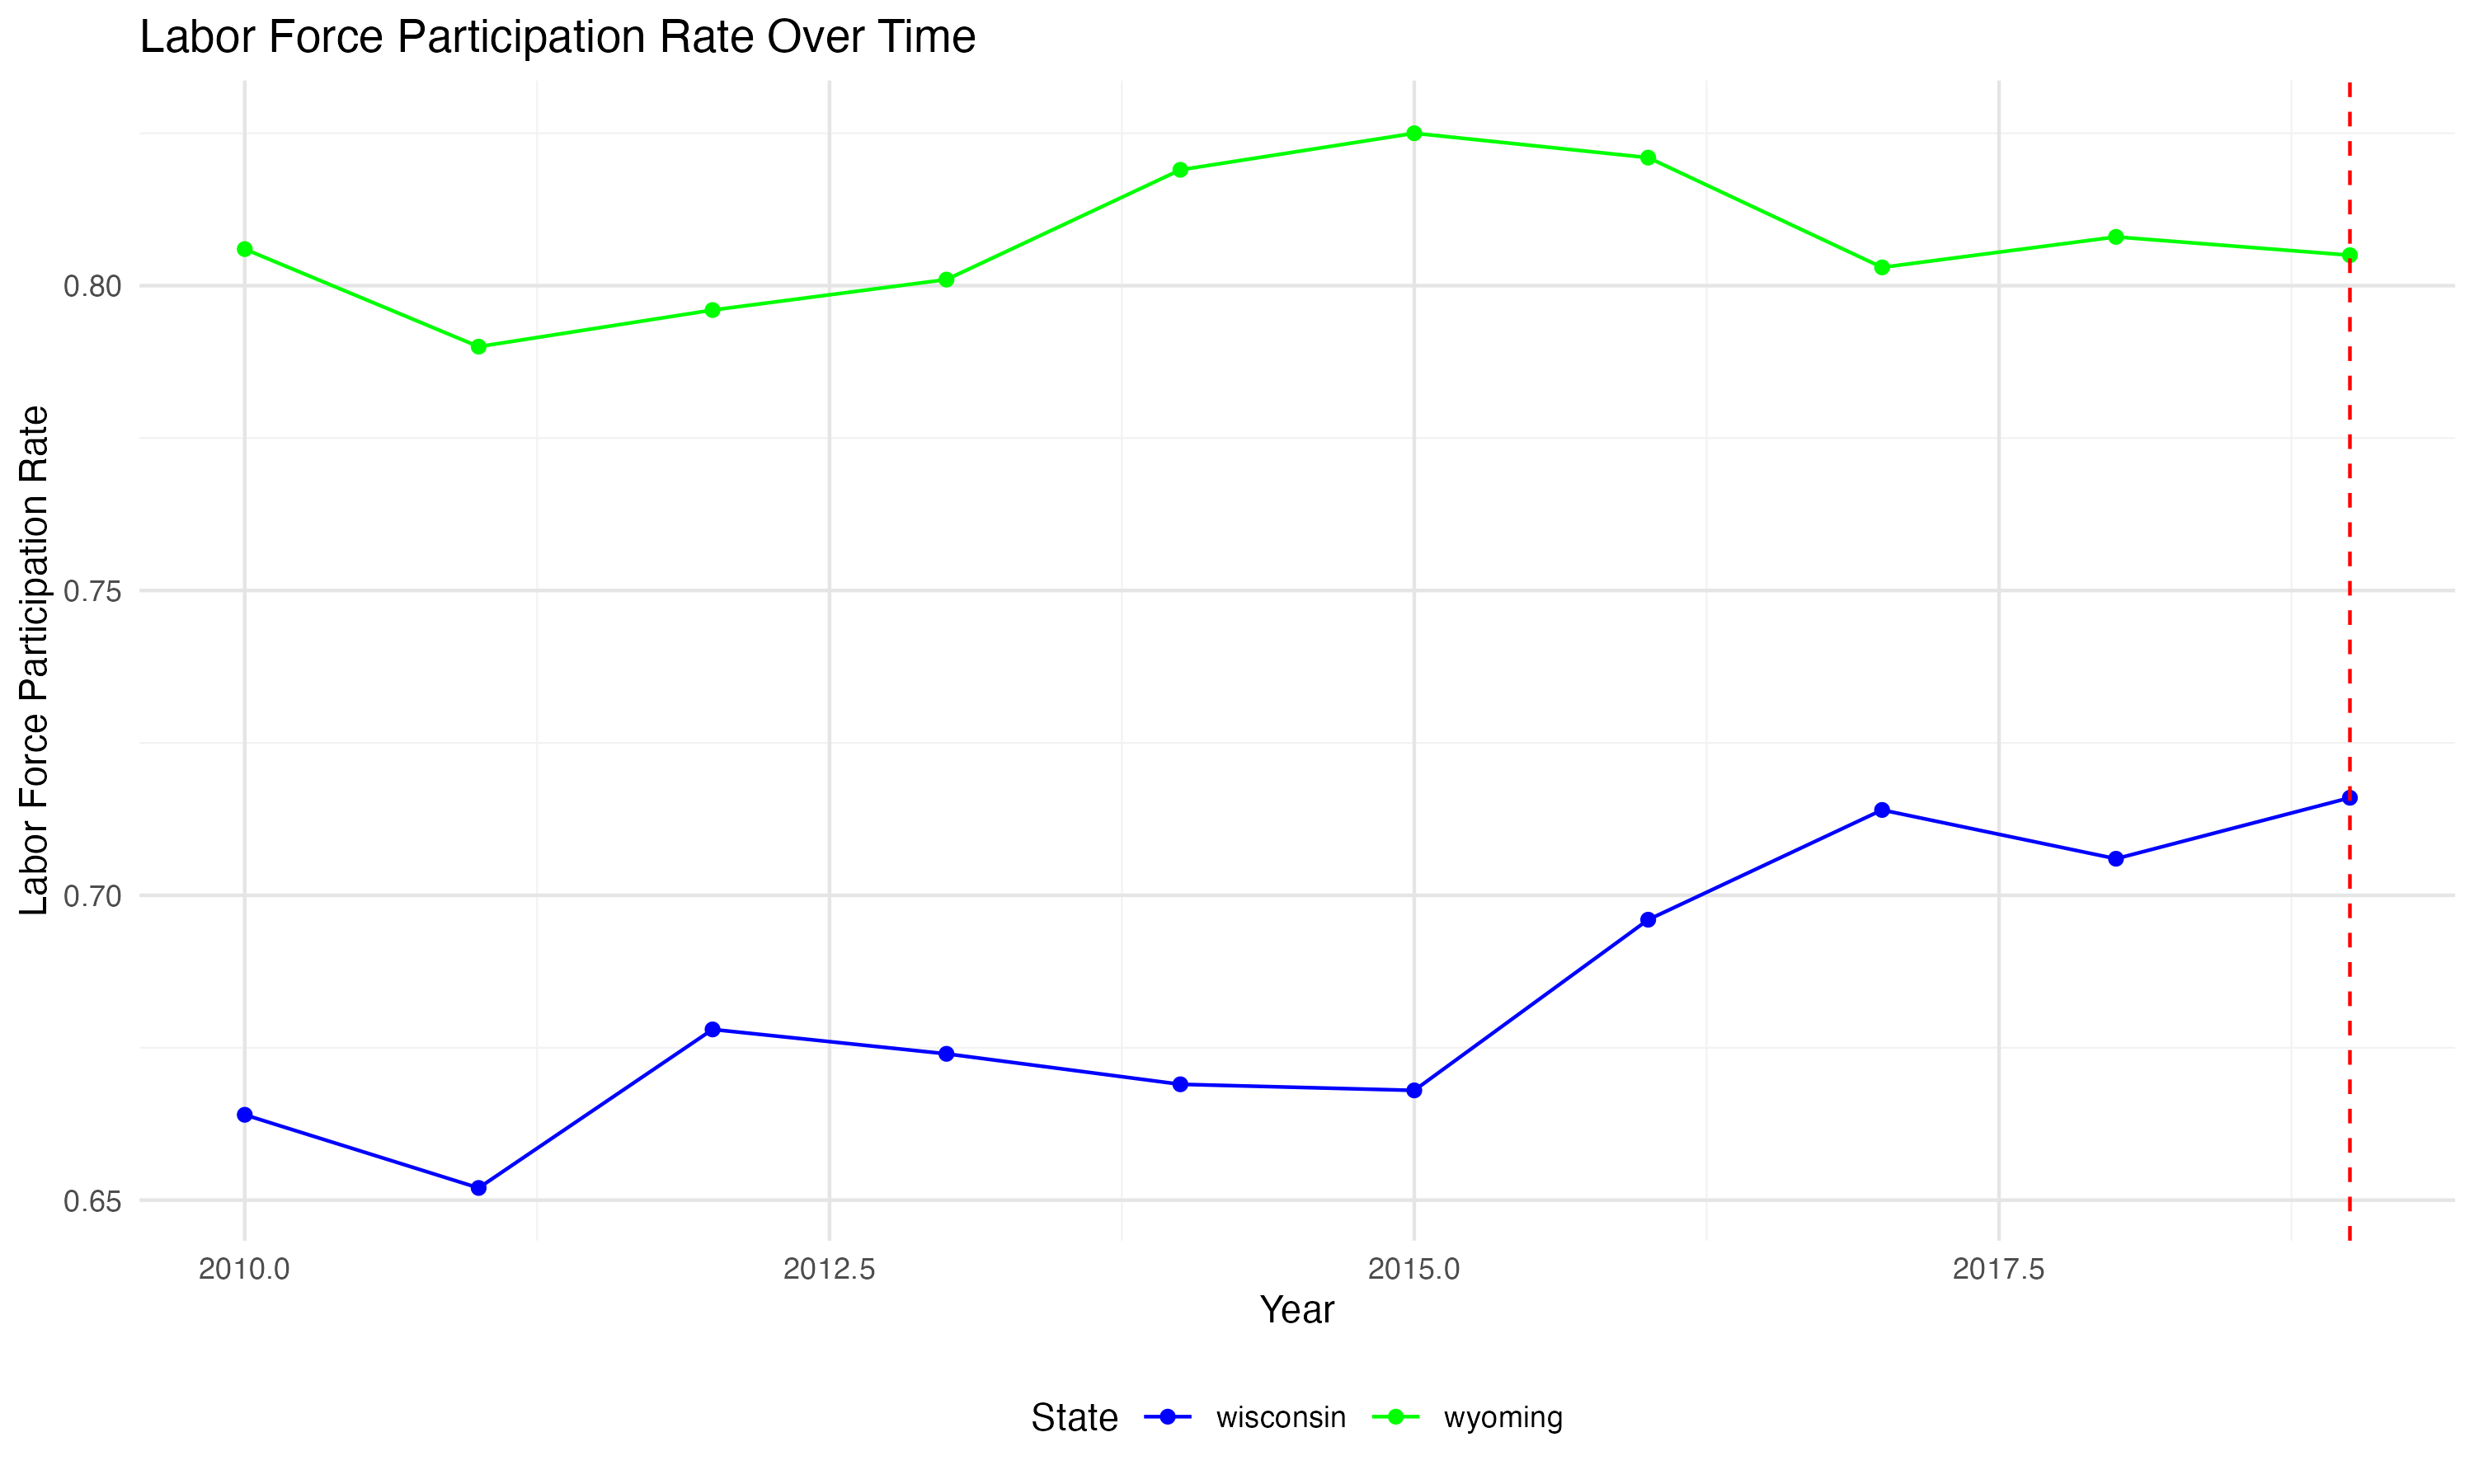 Labor Force Participation Rate Over Time
Labor Force Participation Rate
0.80
0.75
0.70
0.65
2010.0 2012.5 2015.0 2017.5
Year
State wisconsin wyoming